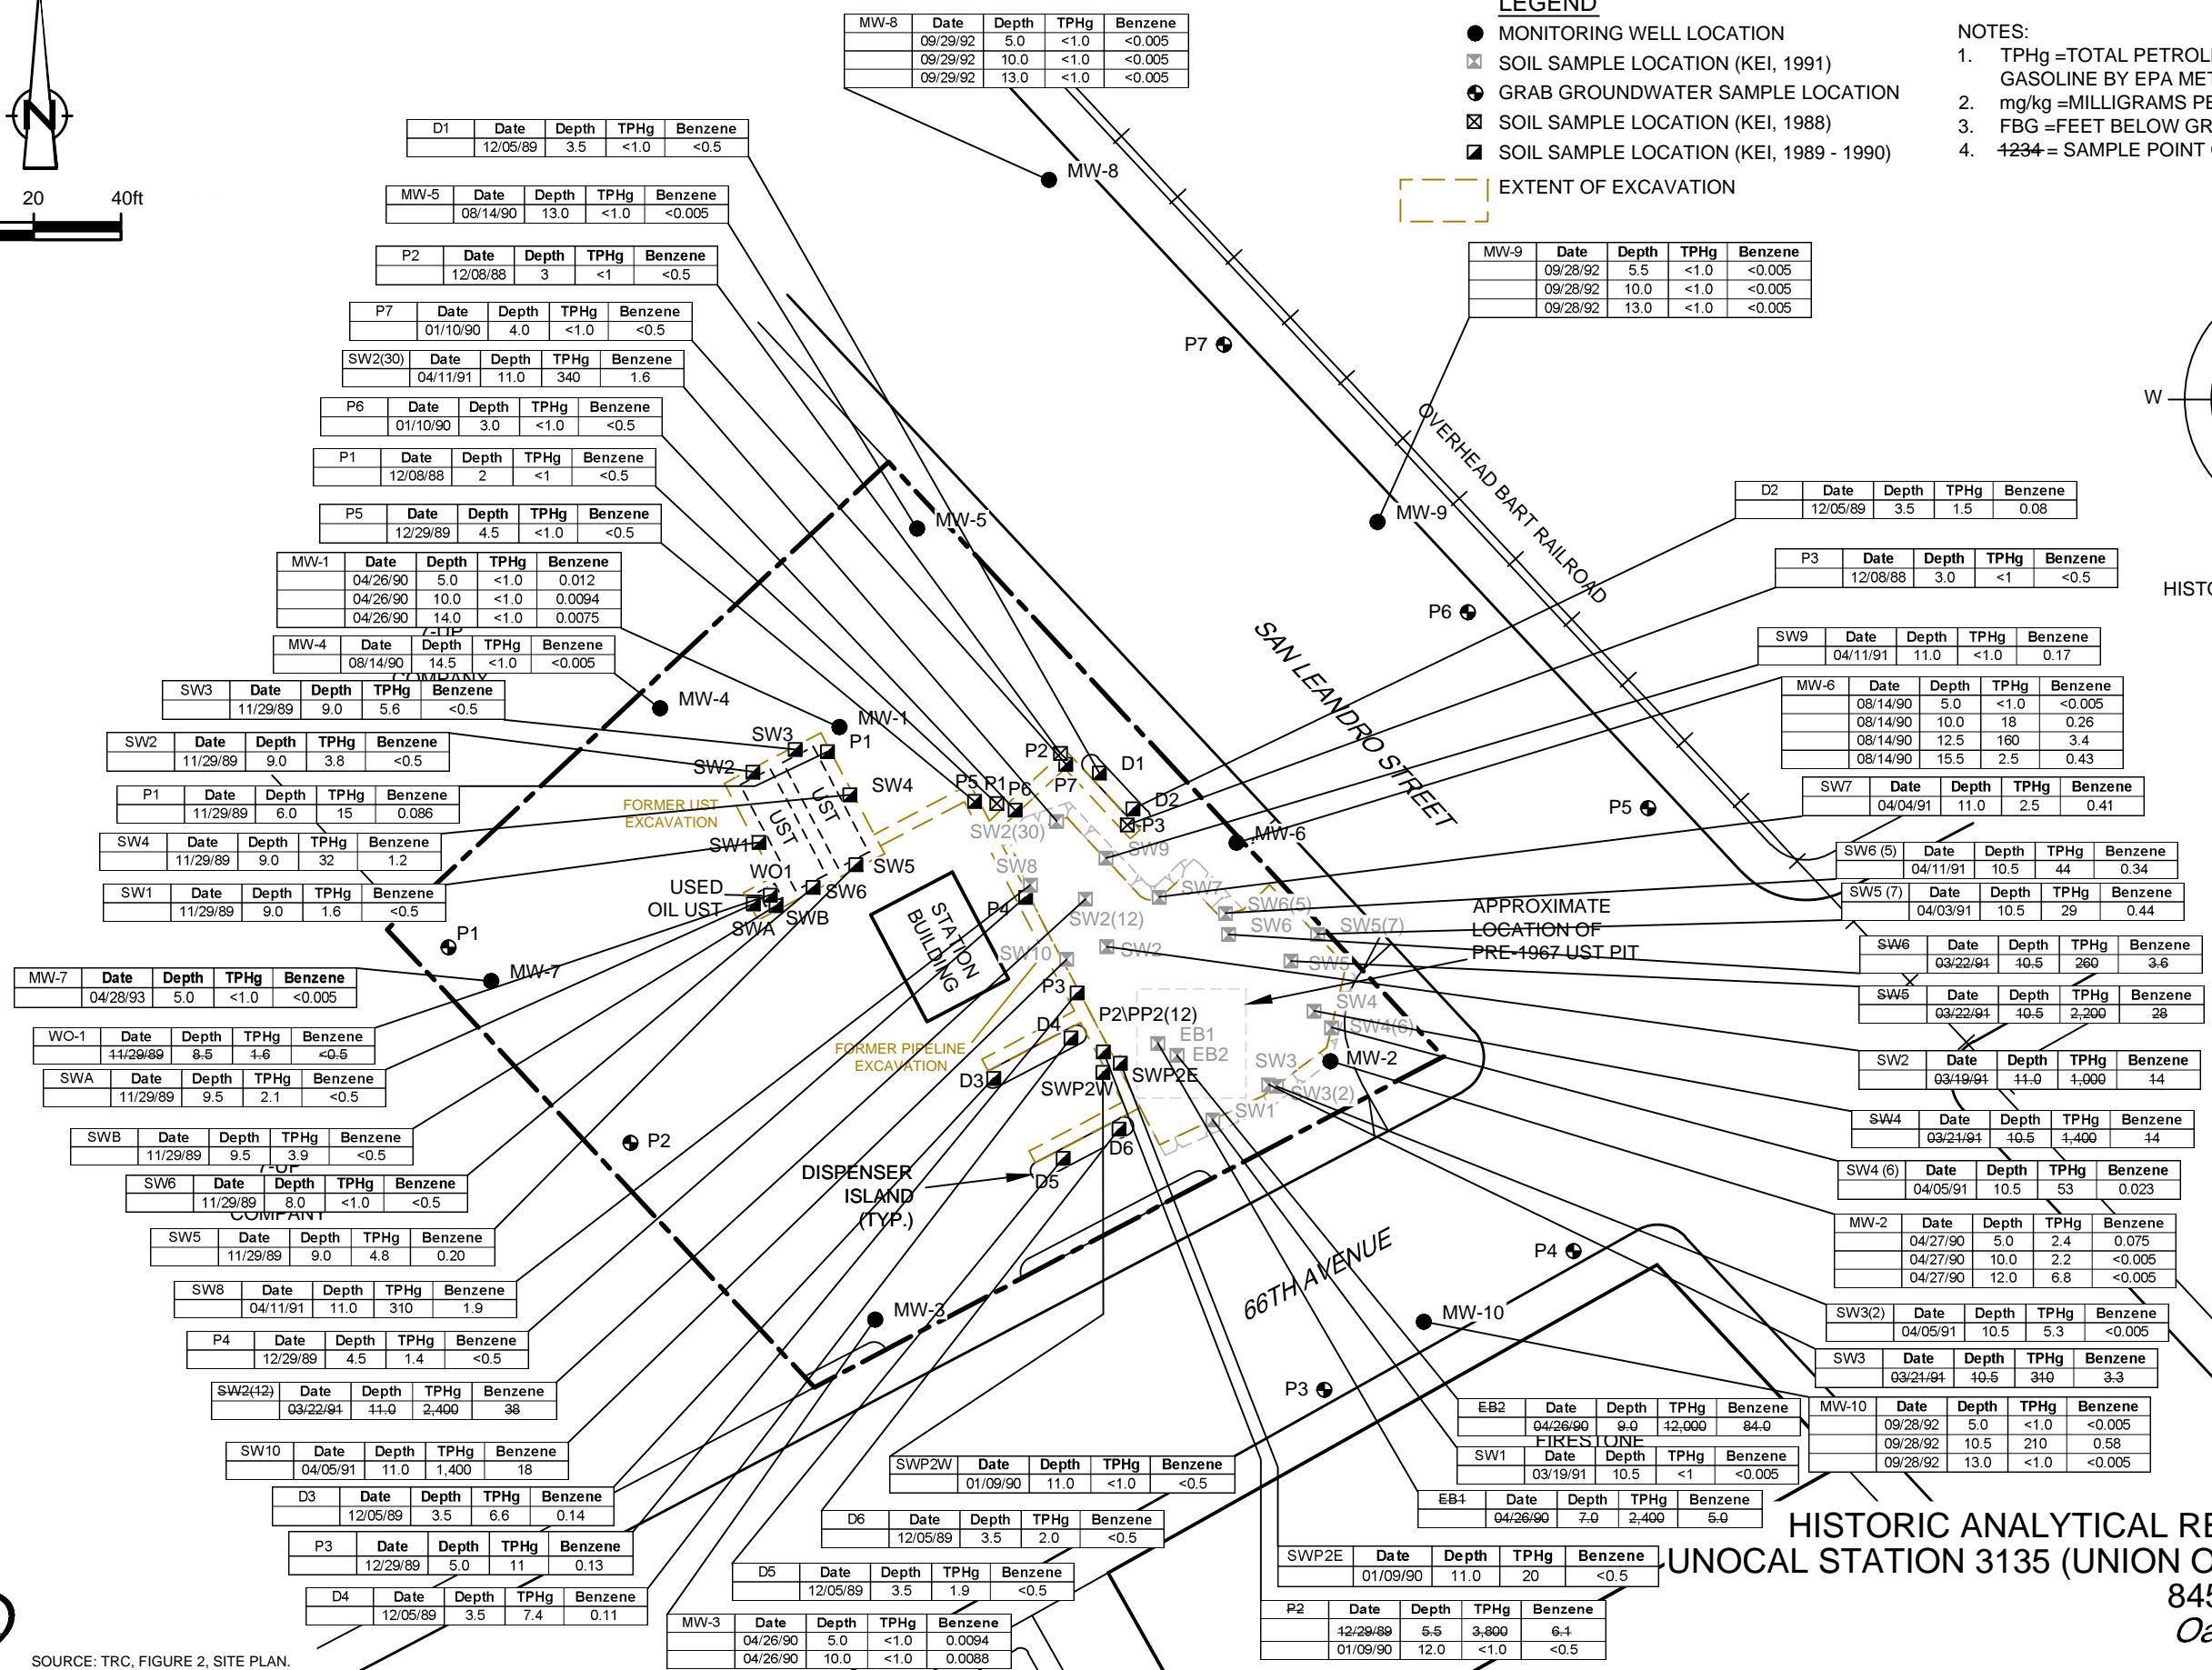 LEGEND
MONITORING WELL LOCATION
SOIL SAMPLE LOCATION (KEI, 1991)
GRAB GROUNDWATER SAMPLE LOCATION
SOIL SAMPLE LOCATION (KEI, 1988)
SOIL SAMPLE LOCATION (KEI, 1989 - 1990)
EXTENT OF EXCAVATION
NOTES:
1. TPHg =TOTAL PETROL
GASOLINE BY EPA MET
2. mg/kg =MILLIGRAMS PE
3. FBG =FEET BELOW GR
4. 1234 = SAMPLE POINT
N
20 40ft
W
HISTO
MW-8 Date Depth TPHg Benzene
09/29/92 5.0 <1.0 <0.005
09/29/92 10.0 <1.0 <0.005
09/29/92 13.0 <1.0 <0.005
D1 Date Depth TPHg Benzene
12/05/89 3.5 <1.0 <0.5
MW-5 Date Depth TPHg Benzene
08/14/90 13.0 <1.0 <0.005
P2 Date Depth TPHg Benzene
12/08/88 3 <1 <0.5
P7 Date Depth TPHg Benzene
01/10/90 4.0 <1.0 <0.5
SW2(30) Date Depth TPHg Benzene
04/11/91 11.0 340 1.6
P6 Date Depth TPHg Benzene
01/10/90 3.0 <1.0 <0.5
P1 Date Depth TPHg Benzene
12/08/88 2 <1 <0.5
P5 Date Depth TPHg Benzene
12/29/89 4.5 <1.0 <0.5
MW-1 Date Depth TPHg Benzene
04/26/90 5.0 <1.0 0.012
04/26/90 10.0 <1.0 0.0094
04/26/90 14.0 <1.0 0.0075
7-UP
MW-4 Date Depth TPHg Benzene
08/14/90 14.5 <1.0 <0.005
COMPANY
SW3 Date Depth TPHg Benzene
11/29/89 9.0 5.6 <0.5
SW2 Date Depth TPHg Benzene
11/29/89 9.0 3.8 <0.5
P1 Date Depth TPHg Benzene
11/29/89 6.0 15 0.086
SW4 Date Depth TPHg Benzene
11/29/89 9.0 32 1.2
SW1 Date Depth TPHg Benzene
11/29/89 9.0 1.6 <0.5
MW-7 Date Depth TPHg Benzene
04/28/93 5.0 <1.0 <0.005
WO-1 Date Depth TPHg Benzene
11/29/89 8.5 1.6 <0.5
SWA Date Depth TPHg Benzene
11/29/89 9.5 2.1 <0.5
SWB Date Depth TPHg Benzene
11/29/89 9.5 3.9 <0.5
7-UP
SW6 Date Depth TPHg Benzene
11/29/89 8.0 <1.0 <0.5
COMPANY
SW5 Date Depth TPHg Benzene
11/29/89 9.0 4.8 0.20
SW8 Date Depth TPHg Benzene
04/11/91 11.0 310 1.9
P4 Date Depth TPHg Benzene
12/29/89 4.5 1.4 <0.5
SW2(12) Date Depth TPHg Benzene
03/22/91 11.0 2,400 38
SW10 Date Depth TPHg Benzene
04/05/91 11.0 1,400 18
D3 Date Depth TPHg Benzene
12/05/89 3.5 6.6 0.14
P3 Date Depth TPHg Benzene
12/29/89 5.0 11 0.13
D4 Date Depth TPHg Benzene
12/05/89 3.5 7.4 0.11
SOURCE: TRC, FIGURE 2, SITE PLAN.
MW-3 Date Depth TPHg Benzene
04/26/90 5.0 <1.0 0.0094
04/26/90 10.0 <1.0 0.0088
D5 Date Depth TPHg Benzene
12/05/89 3.5 1.9 <0.5
D6 Date Depth TPHg Benzene
12/05/89 3.5 2.0 <0.5
SWP2W Date Depth TPHg Benzene
01/09/90 11.0 <1.0 <0.5
MW-9 Date Depth TPHg Benzene
09/28/92 5.5 <1.0 <0.005
09/28/92 10.0 <1.0 <0.005
09/28/92 13.0 <1.0 <0.005
D2 Date Depth TPHg Benzene
12/05/89 3.5 1.5 0.08
P3 Date Depth TPHg Benzene
12/08/88 3.0 <1 <0.5
SW9 Date Depth TPHg Benzene
04/11/91 11.0 <1.0 0.17
MW-6 Date Depth TPHg Benzene
08/14/90 5.0 <1.0 <0.005
08/14/90 10.0 18 0.26
08/14/90 12.5 160 3.4
08/14/90 15.5 2.5 0.43
SW7 Date Depth TPHg Benzene
04/04/91 11.0 2.5 0.41
SW6 (5) Date Depth TPHg Benzene
04/11/91 10.5 44 0.34
SW5 (7) Date Depth TPHg Benzene
04/03/91 10.5 29 0.44
SW6 Date Depth TPHg Benzene
03/22/91 10.5 260 3.6
SW5 Date Depth TPHg Benzene
03/22/91 10.5 2,200 28
SW2 Date Depth TPHg Benzene
03/19/91 11.0 1,000 14
SW4 Date Depth TPHg Benzene
03/21/91 10.5 1,400 14
SW4 (6) Date Depth TPHg Benzene
04/05/91 10.5 53 0.023
MW-2 Date Depth TPHg Benzene
04/27/90 5.0 2.4 0.075
04/27/90 10.0 2.2 <0.005
04/27/90 12.0 6.8 <0.005
SW3(2) Date Depth TPHg Benzene
04/05/91 10.5 5.3 <0.005
SW3 Date Depth TPHg Benzene
03/21/91 10.5 310 3.3
MW-10 Date Depth TPHg Benzene
09/28/92 5.0 <1.0 <0.005
09/28/92 10.5 210 0.58
09/28/92 13.0 <1.0 <0.005
EB2 Date Depth TPHg Benzene
04/26/90 9.0 12,000 84.0
FIRESTONE
SW1 Date Depth TPHg Benzene
03/19/91 10.5 <1 <0.005
EB1 Date Depth TPHg Benzene
04/26/90 7.0 2,400 5.0
SWP2E Date Depth TPHg Benzene
01/09/90 11.0 20 <0.5
P2 Date Depth TPHg Benzene
12/29/89 5.5 3,800 6.1
01/09/90 12.0 <1.0 <0.5
MW-8
P7
MW-9
OVERHEAD BART RAILROAD
P6
P5
SAN LEANDRO STREET
MW-5
MW-4
MW-1
SW3
P1
SW2
SW4
FORMER UST
EXCAVATION
UST
UST
SW1
SW5
WO1
SW6
USED
OIL UST
SWB
SWA
P2
D1
P7
P5
P1
P6
D2
P3
SW2(30)
SW9
MW-6
SW8
SW7
P4
SW2(12)
SW6(5)
SW6
SW5(7)
APPROXIMATE
LOCATION OF
PRE-1967 UST PIT
STATION
BUILDING
SW10
SW2
SW5
P1
MW-7
P3
SW4
P2\PP2(12)
SW4(6)
D4
EB1
EB2
FORMER PIPELINE
EXCAVATION
SW3
MW-2
D3
SWP2E
SWP2W
SW3(2)
SW1
P2
D6
D5
DISPENSER
ISLAND
(TYP.)
66TH AVENUE
P4
MW-3
MW-10
P3
HISTORIC ANALYTICAL RE
UNOCAL STATION 3135 (UNION O
845
Oa